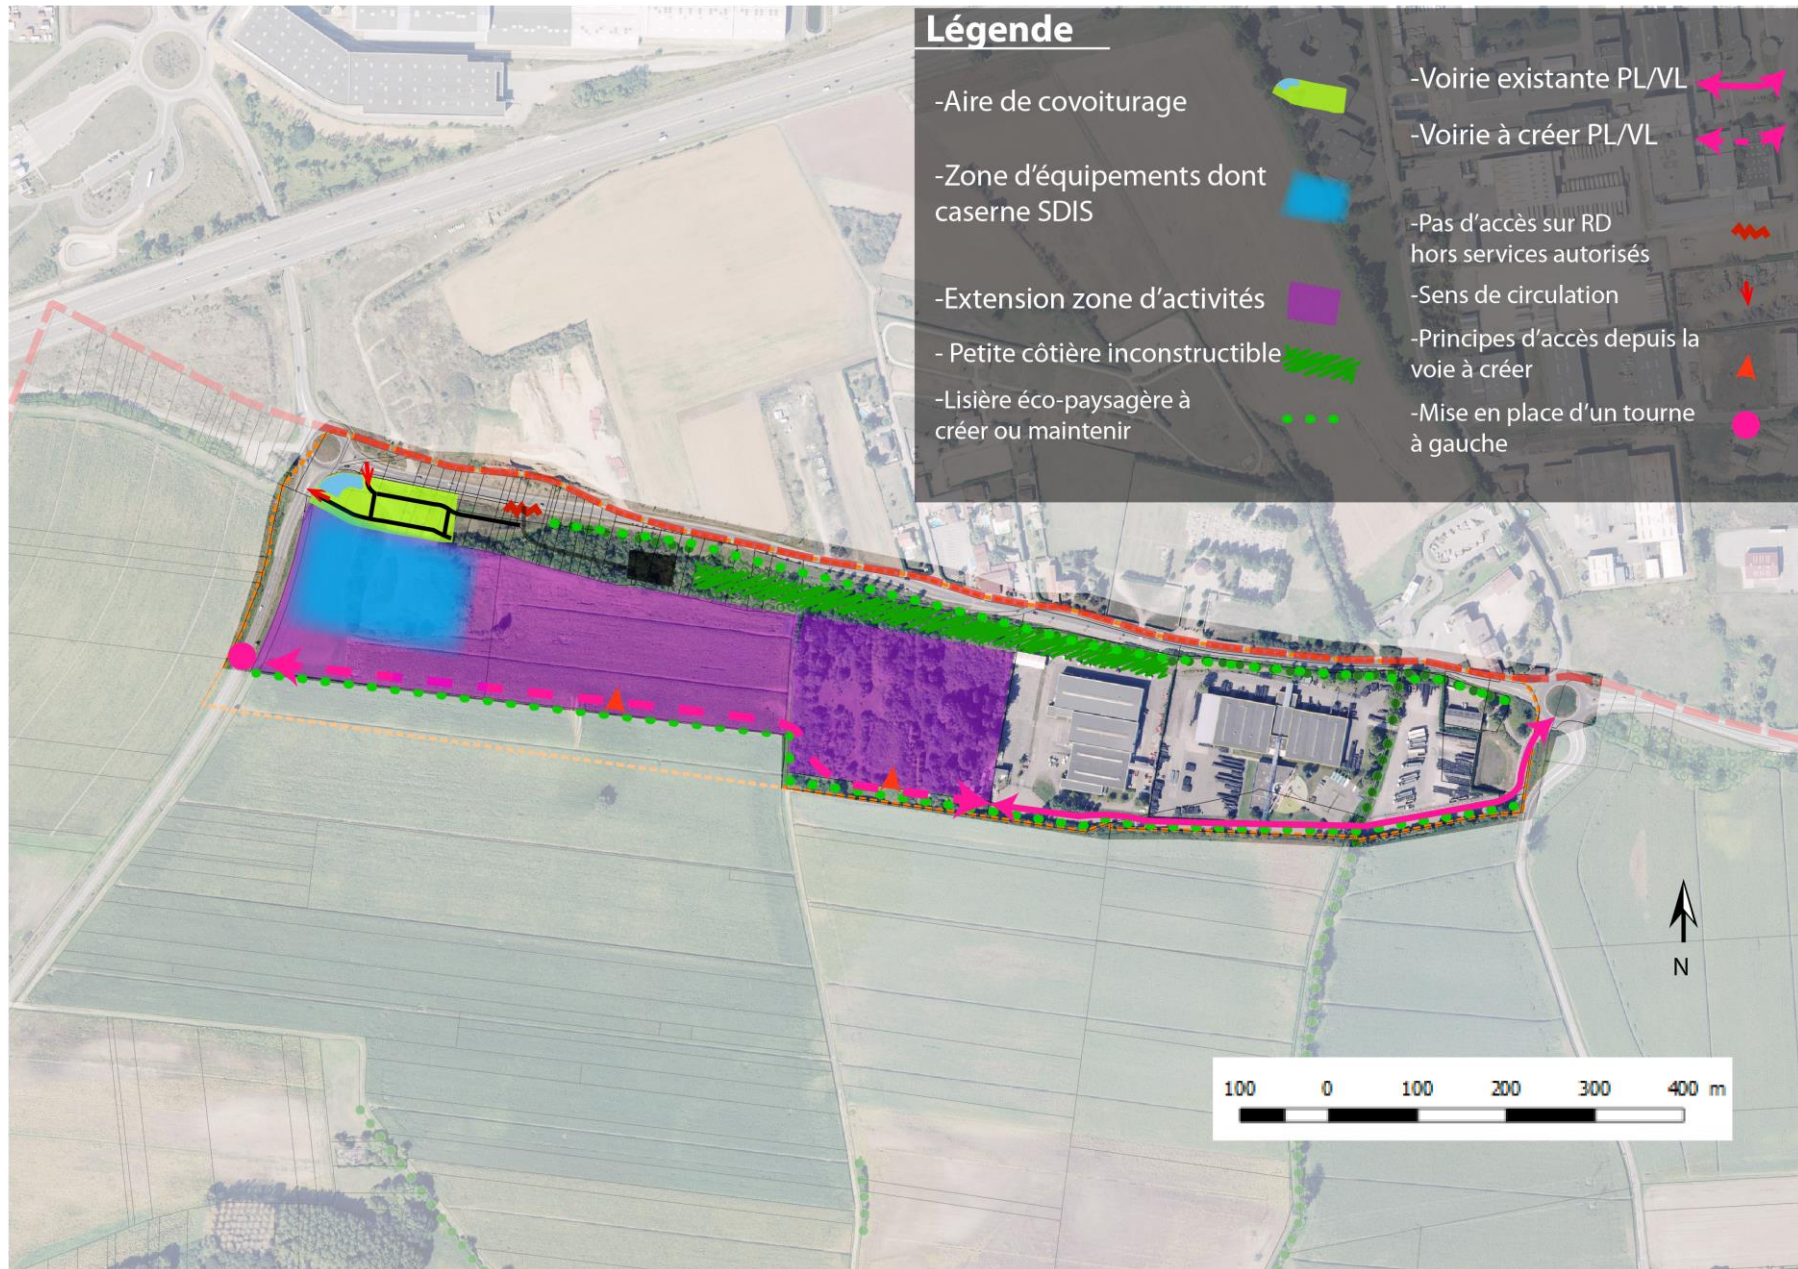 Légende
-Aire de covoiturage
-Zone d'équipements dont
caserne SDIS
-Extension zone d'activités
- Petite côtière inconstructible
-Lisière éco-paysagère à
créer ou maintenir
-Voirie existante PL/VL
-Voirie à créer PL/VL
-Pas d'accès sur RD
hors services autorisés
-Sens de circulation
-Principes d'accès depuis la
voie à créer
-Mise en place d'un tourne
à gauche
N
100 0 100 200 300 400 m